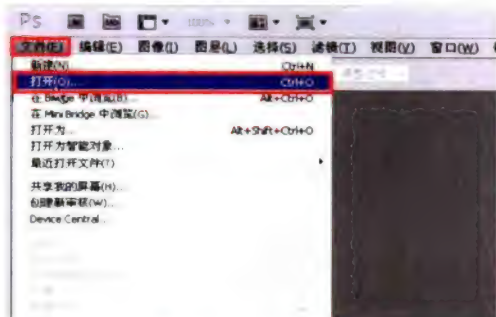 Ps 100%
文件(F) 编辑(E) 图像(I) 图层(L) 选择(S) 滤镜(T) 视图(V) 窗口(W)
新建(N)... Ctrl+N
打开(O)... Ctrl+O
在 Bridge 中浏览(B)... Alt+Ctrl+O
在 Mini Bridge 中浏览(G)...
打开为... Alt+Shift+Ctrl+O
打开为智能对象...
最近打开文件(T)
共享我的屏幕(H)...
创建新审核(W)...
Device Central...